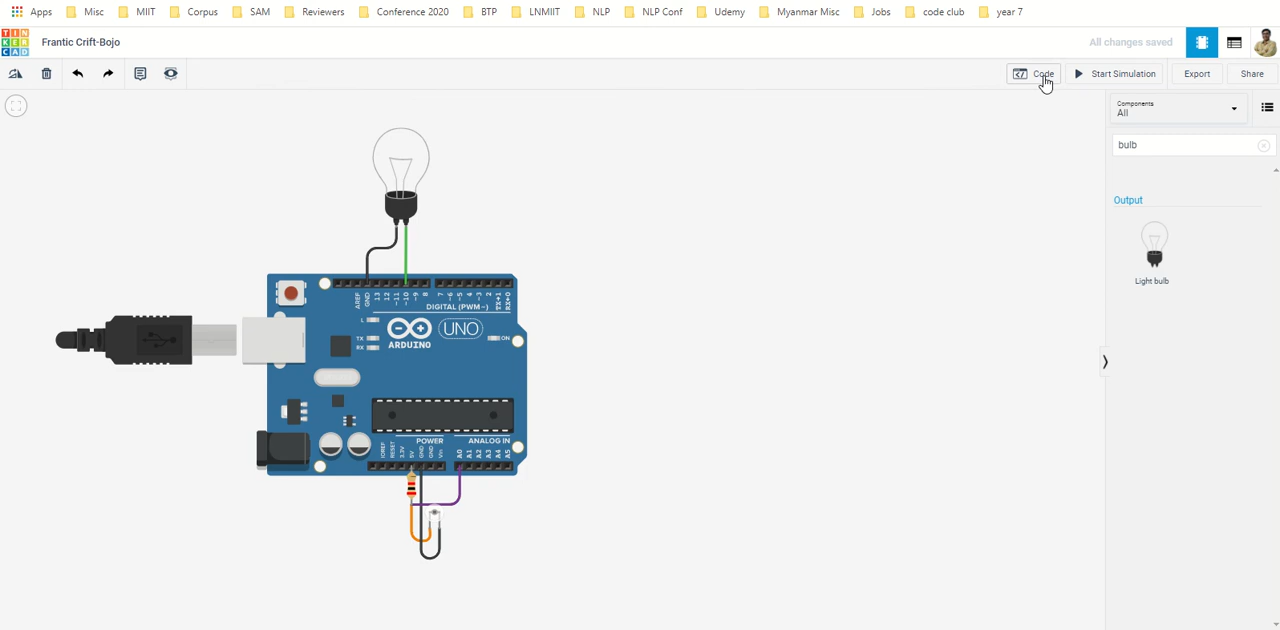 Apps Misc MIIT Corpus SAM Reviewers Conference 2020 BTP LNMIIT NLP NLP Conf Udemy Myanmar Misc Jobs code club year 7
TIN
KER
CAD
Frantic Crift-Bojo
All changes saved
Code Start Simulation Export Share
Components
All
bulb
Output
Light bulb
AREF GND 13 12 ~11 ~10 ~9 8 7 ~6 ~5 4 ~3 2 TX→1 RX←0
DIGITAL (PWM~)
L
TX
RX
UNO
ARDUINO
ON
POWER ANALOG IN
IOREF RESET 3.3V 5V GND GND Vin A0 A1 A2 A3 A4 A5